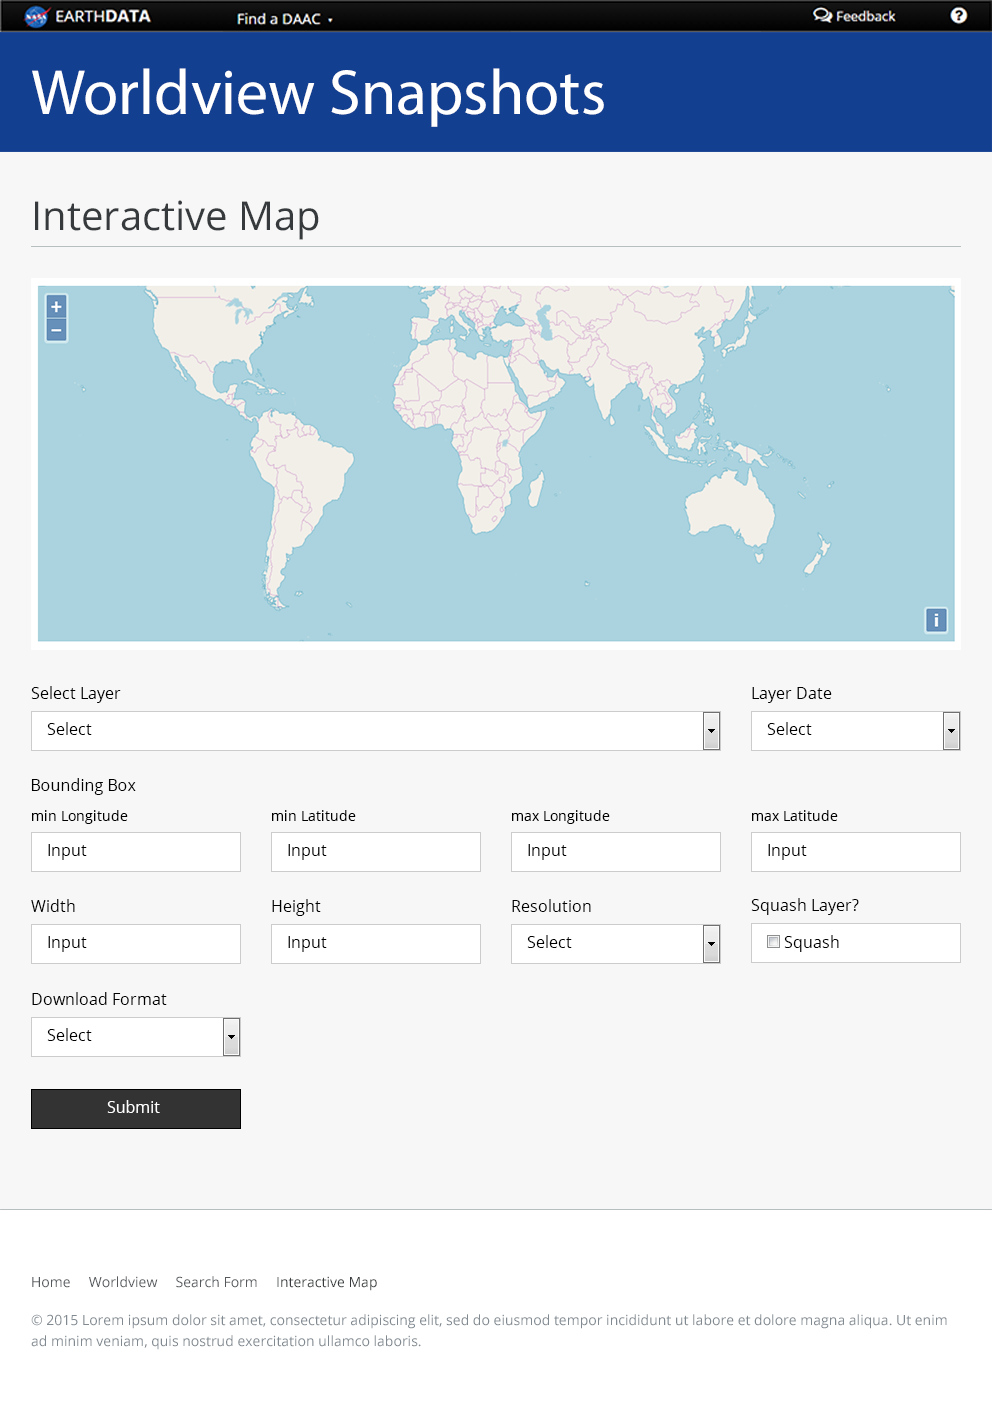 EARTHDATA Find a DAAC Feedback ?
Worldview Snapshots
Interactive Map
+
−
i
Select Layer Layer Date
Select Select
Bounding Box
min Longitude min Latitude max Longitude max Latitude
Input Input Input Input
Width Height Resolution Squash Layer?
Input Input Select Squash
Download Format
Select
Submit
Home Worldview Search Form Interactive Map
© 2015 Lorem ipsum dolor sit amet, consectetur adipiscing elit, sed do eiusmod tempor incididunt ut labore et dolore magna aliqua. Ut enim
ad minim veniam, quis nostrud exercitation ullamco laboris.